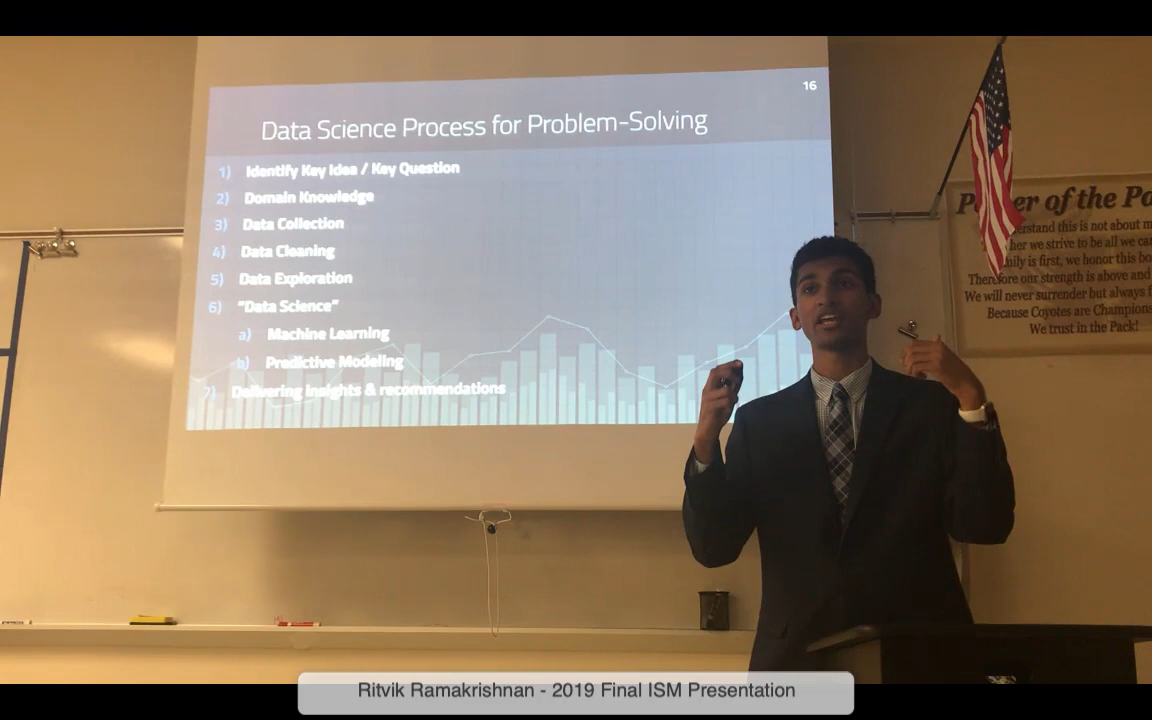 16
Data Science Process for Problem-Solving
1) Identify Key Idea / Key Question
2) Domain Knowledge
3) Data Collection
4) Data Cleaning
5) Data Exploration
6) "Data Science"
a) Machine Learning
b) Predictive Modeling
7) Delivering insights & recommendations
er of the Pa
erstand this is not about m
her we strive to be all we ca
mily is first, we honor this bo
Therefore our strength is above and
We will never surrender but always f
Because Coyotes are Champions
We trust in the Pack!
Ritvik Ramakrishnan - 2019 Final ISM Presentation